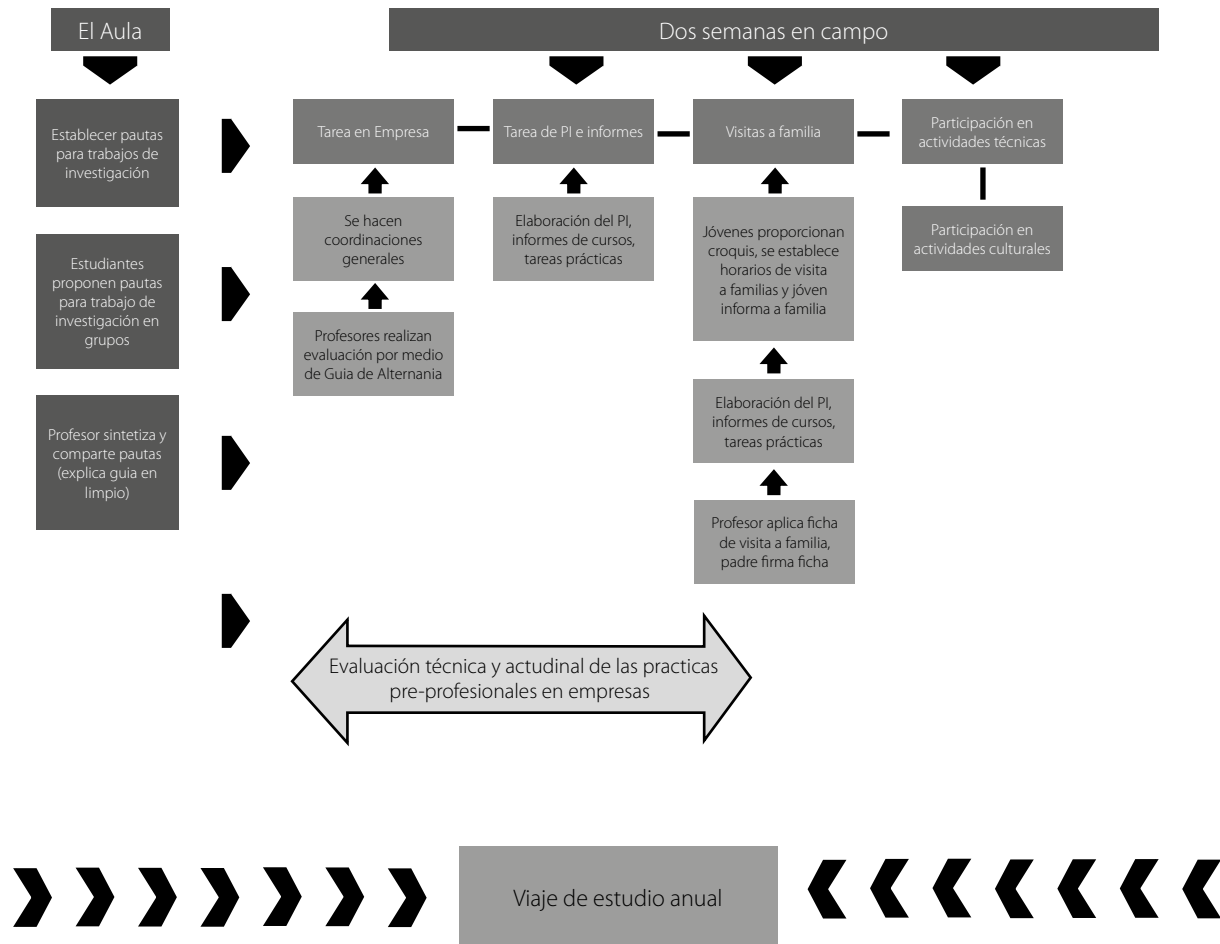 El Aula
Dos semanas en campo
Establecer pautas
para trabajos de
investigación
Estudiantes
proponen pautas
para trabajo de
investigación en
grupos
Profesor sintetiza y
comparte pautas
(explica guia en
limpio)
Tarea en Empresa
Se hacen
coordinaciones
generales
Profesores realizan
evaluación por medio
de Guia de Alternania
Tarea de PI e informes
Elaboración del PI,
informes de cursos,
tareas prácticas
Visitas a familia
Jóvenes proporcionan
croquis, se establece
horarios de visita
a familias y jóven
informa a familia
Elaboración del PI,
informes de cursos,
tareas prácticas
Profesor aplica ficha
de visita a família,
padre firma ficha
Participación en
actividades técnicas
Participación en
actividades culturales
Evaluación técnica y actudinal de las practicas
pre-profesionales en empresas
Viaje de estudio anual